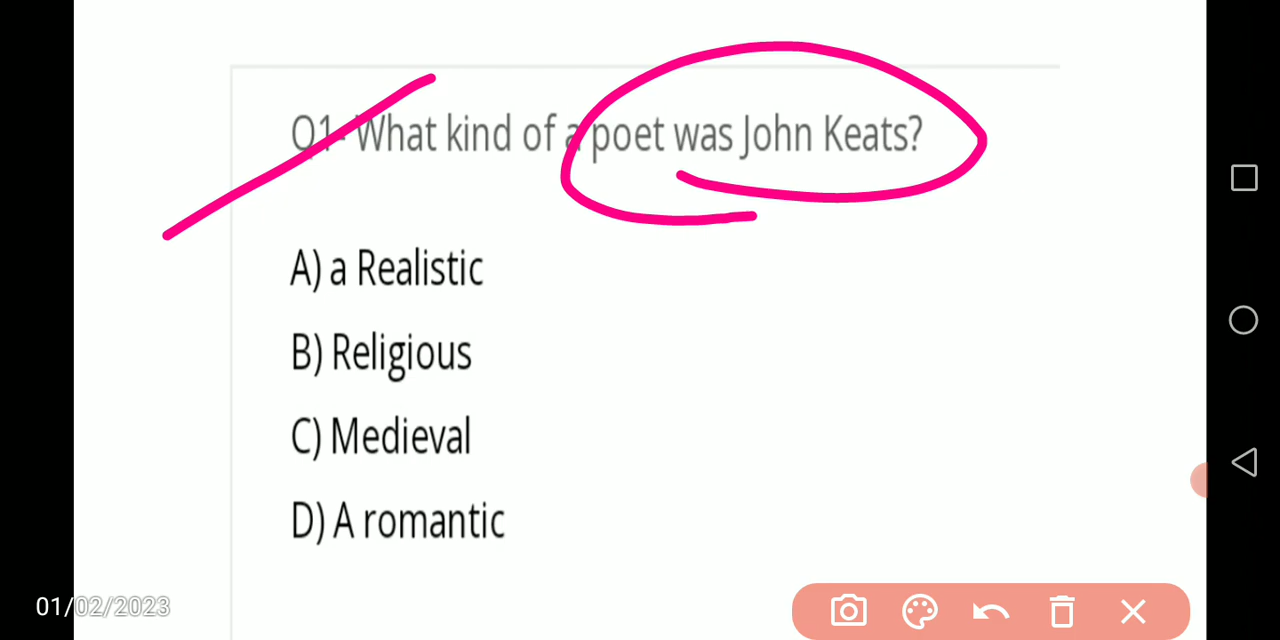 Q1- What kind of a poet was John Keats?
A) a Realistic
B) Religious
C) Medieval
D) A romantic
01/02/2023